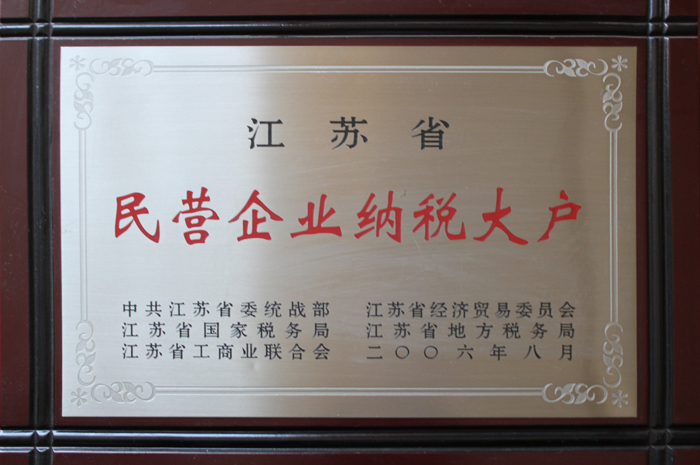 江苏省
民营企业纳税大户
中共江苏省委统战部 江苏省经济贸易委员会
江苏省国家税务局 江苏省地方税务局
江苏省工商业联合会 二〇〇六年八月